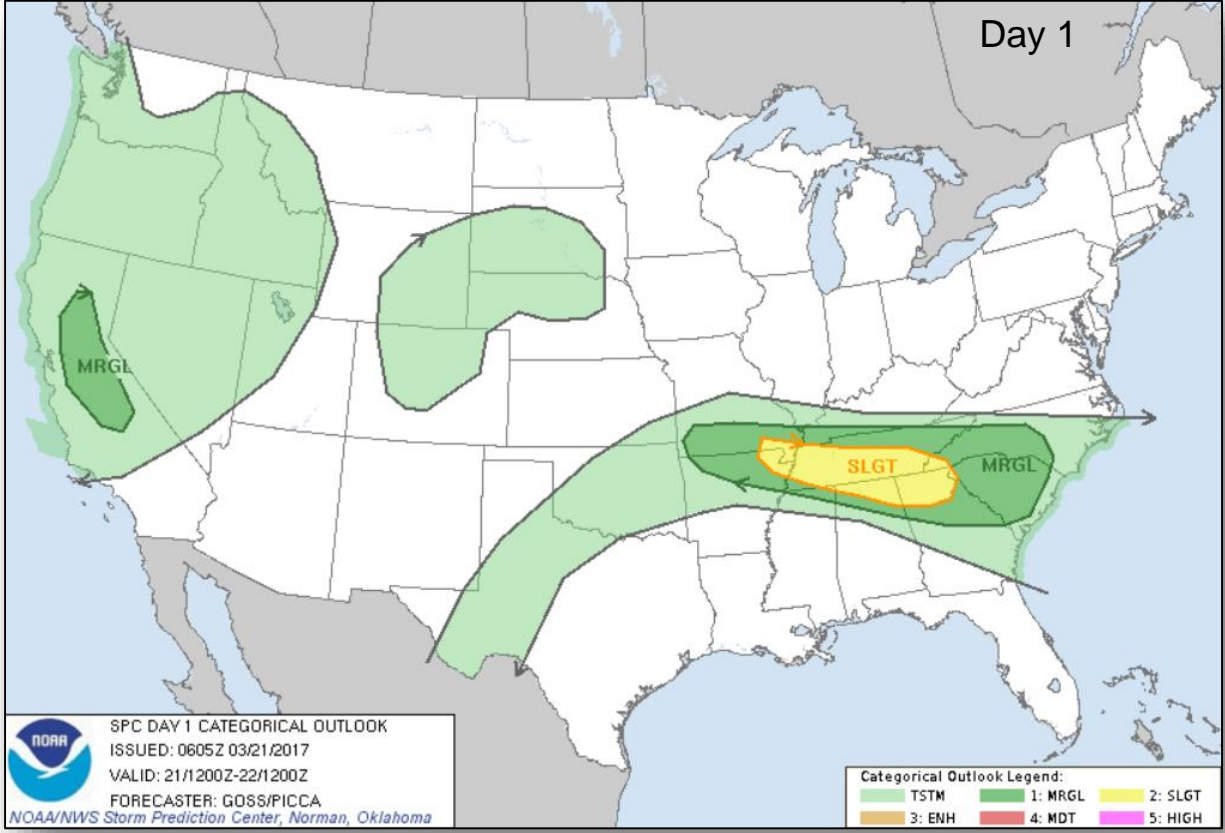 Day 1
MRGL
SLGT
MRGL
NOAA
SPC DAY 1 CATEGORICAL OUTLOOK
ISSUED: 0605Z 03/21/2017
VALID: 21/1200Z-22/1200Z
FORECASTER: GOSS/PICCA
NOAA/NWS Storm Prediction Center, Norman, Oklahoma
Categorical Outlook Legend:
TSTM 1: MRGL 2: SLGT
3: ENH 4: MDT 5: HIGH